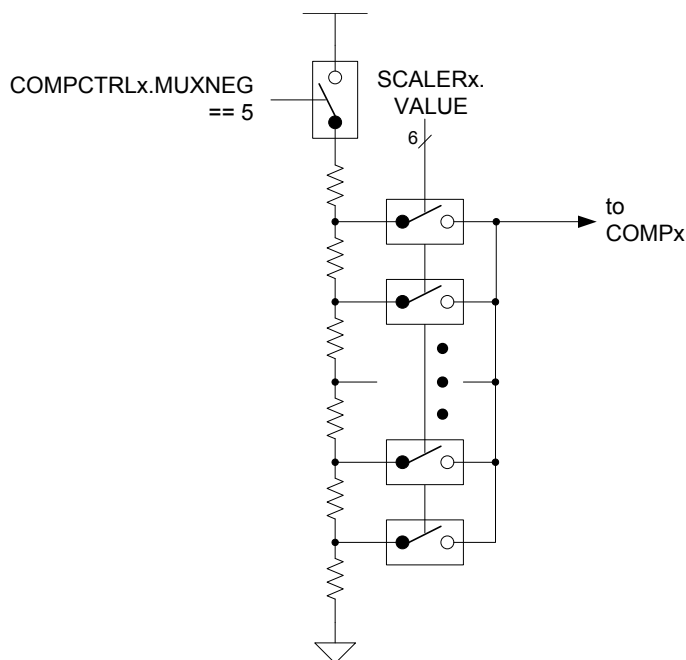 COMPCTRLx.MUXNEG
== 5
SCALERx.
VALUE
6
to
COMPx